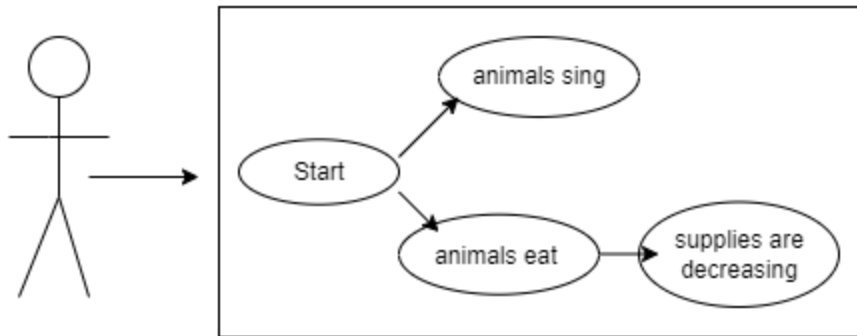 animals sing
Start
animals eat
supplies are
decreasing